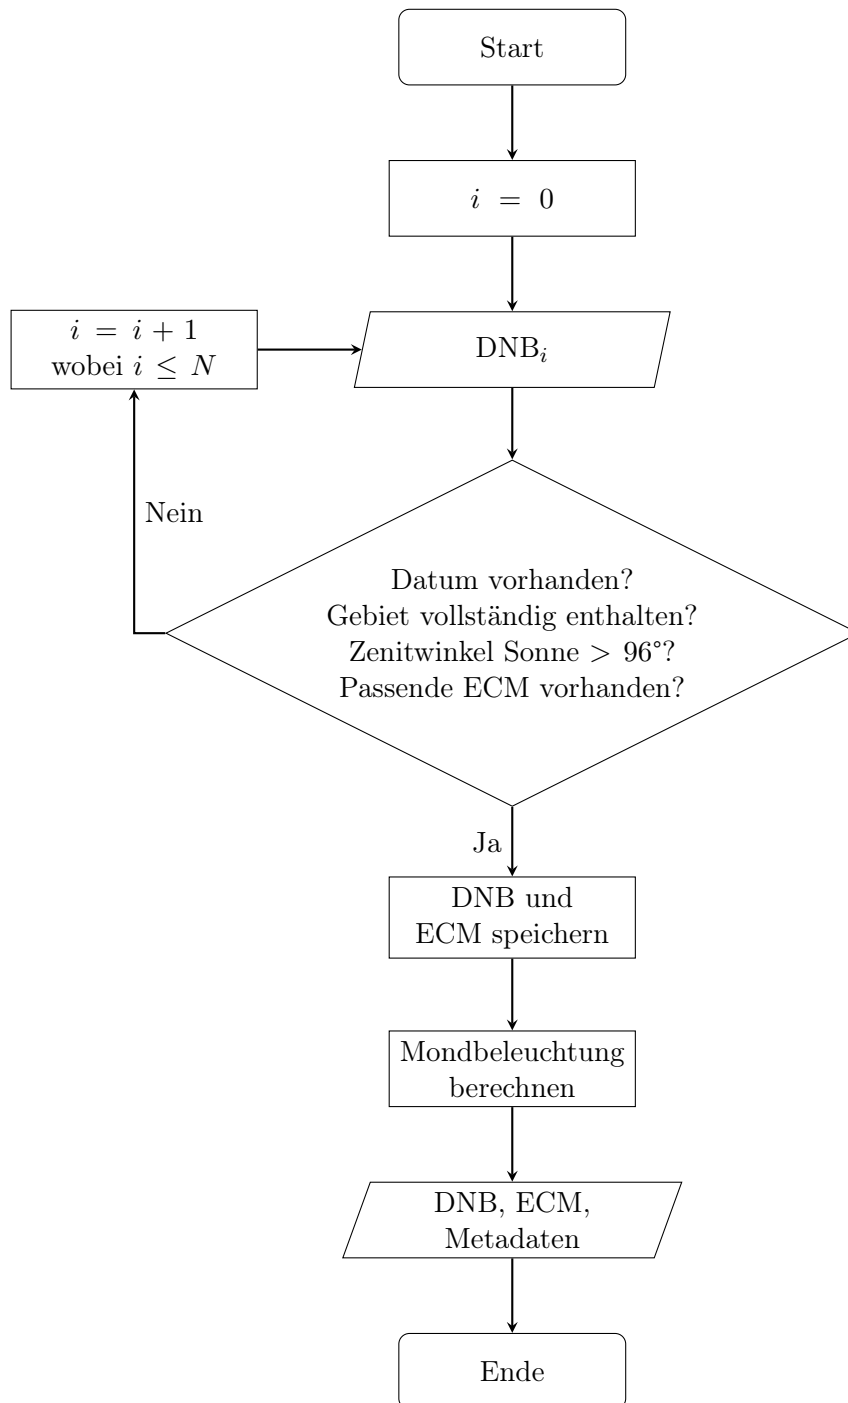 Start
i = 0
i = i + 1
wobei i ≤ N
DNB_i
Nein
Datum vorhanden?
Gebiet vollständig enthalten?
Zenitwinkel Sonne > 96°?
Passende ECM vorhanden?
Ja
DNB und
ECM speichern
Mondbeleuchtung
berechnen
DNB, ECM,
Metadaten
Ende